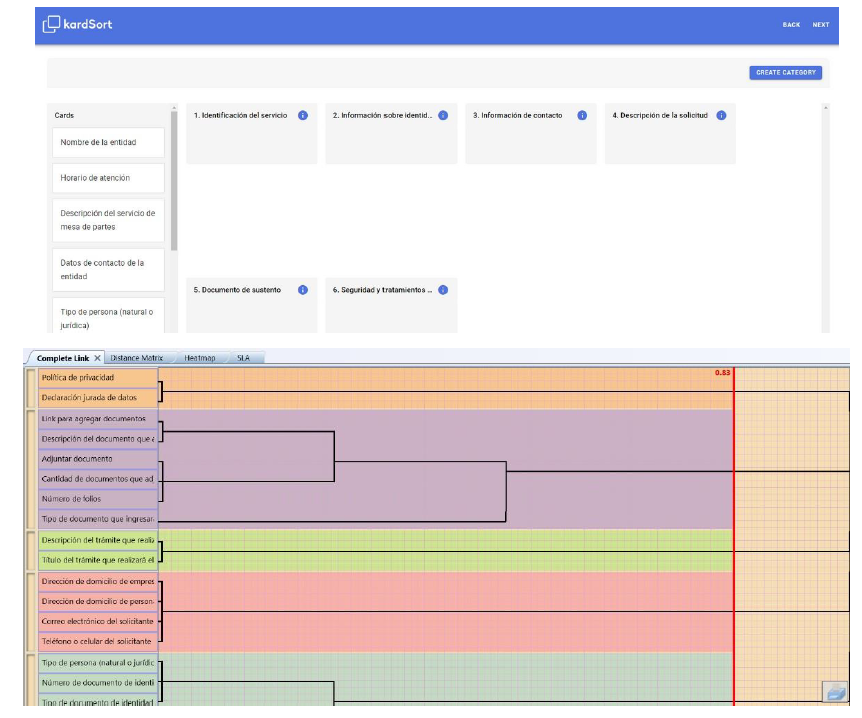 kardSort
BACK NEXT
CREATE CATEGORY
Cards
Nombre de la entidad
Horario de atención
Descripción del servicio de
mesa de partes
Datos de contacto de la
entidad
Tipo de persona (natural o
jurídica)
1. Identificación del servicio
2. Información sobre identid...
3. Información de contacto
4. Descripción de la solicitud
5. Documento de sustento
6. Seguridad y tratamientos ...
Complete Link Distance Matrix Heatmap SLA
0.83
Política de privacidad
Declaración jurada de datos
Link para agregar documentos
Descripción del documento que a
Adjuntar documento
Cantidad de documentos que ad
Número de folios
Tipo de documento que ingresar
Descripción del trámite que realiz
Título del trámite que realizará el
Dirección de domicilio de empres
Dirección de domicilio de person
Correo electrónico del solicitante
Teléfono o celular del solicitante
Tipo de persona (natural o jurídic
Número de documento de identi
Tipo de documento de identidad